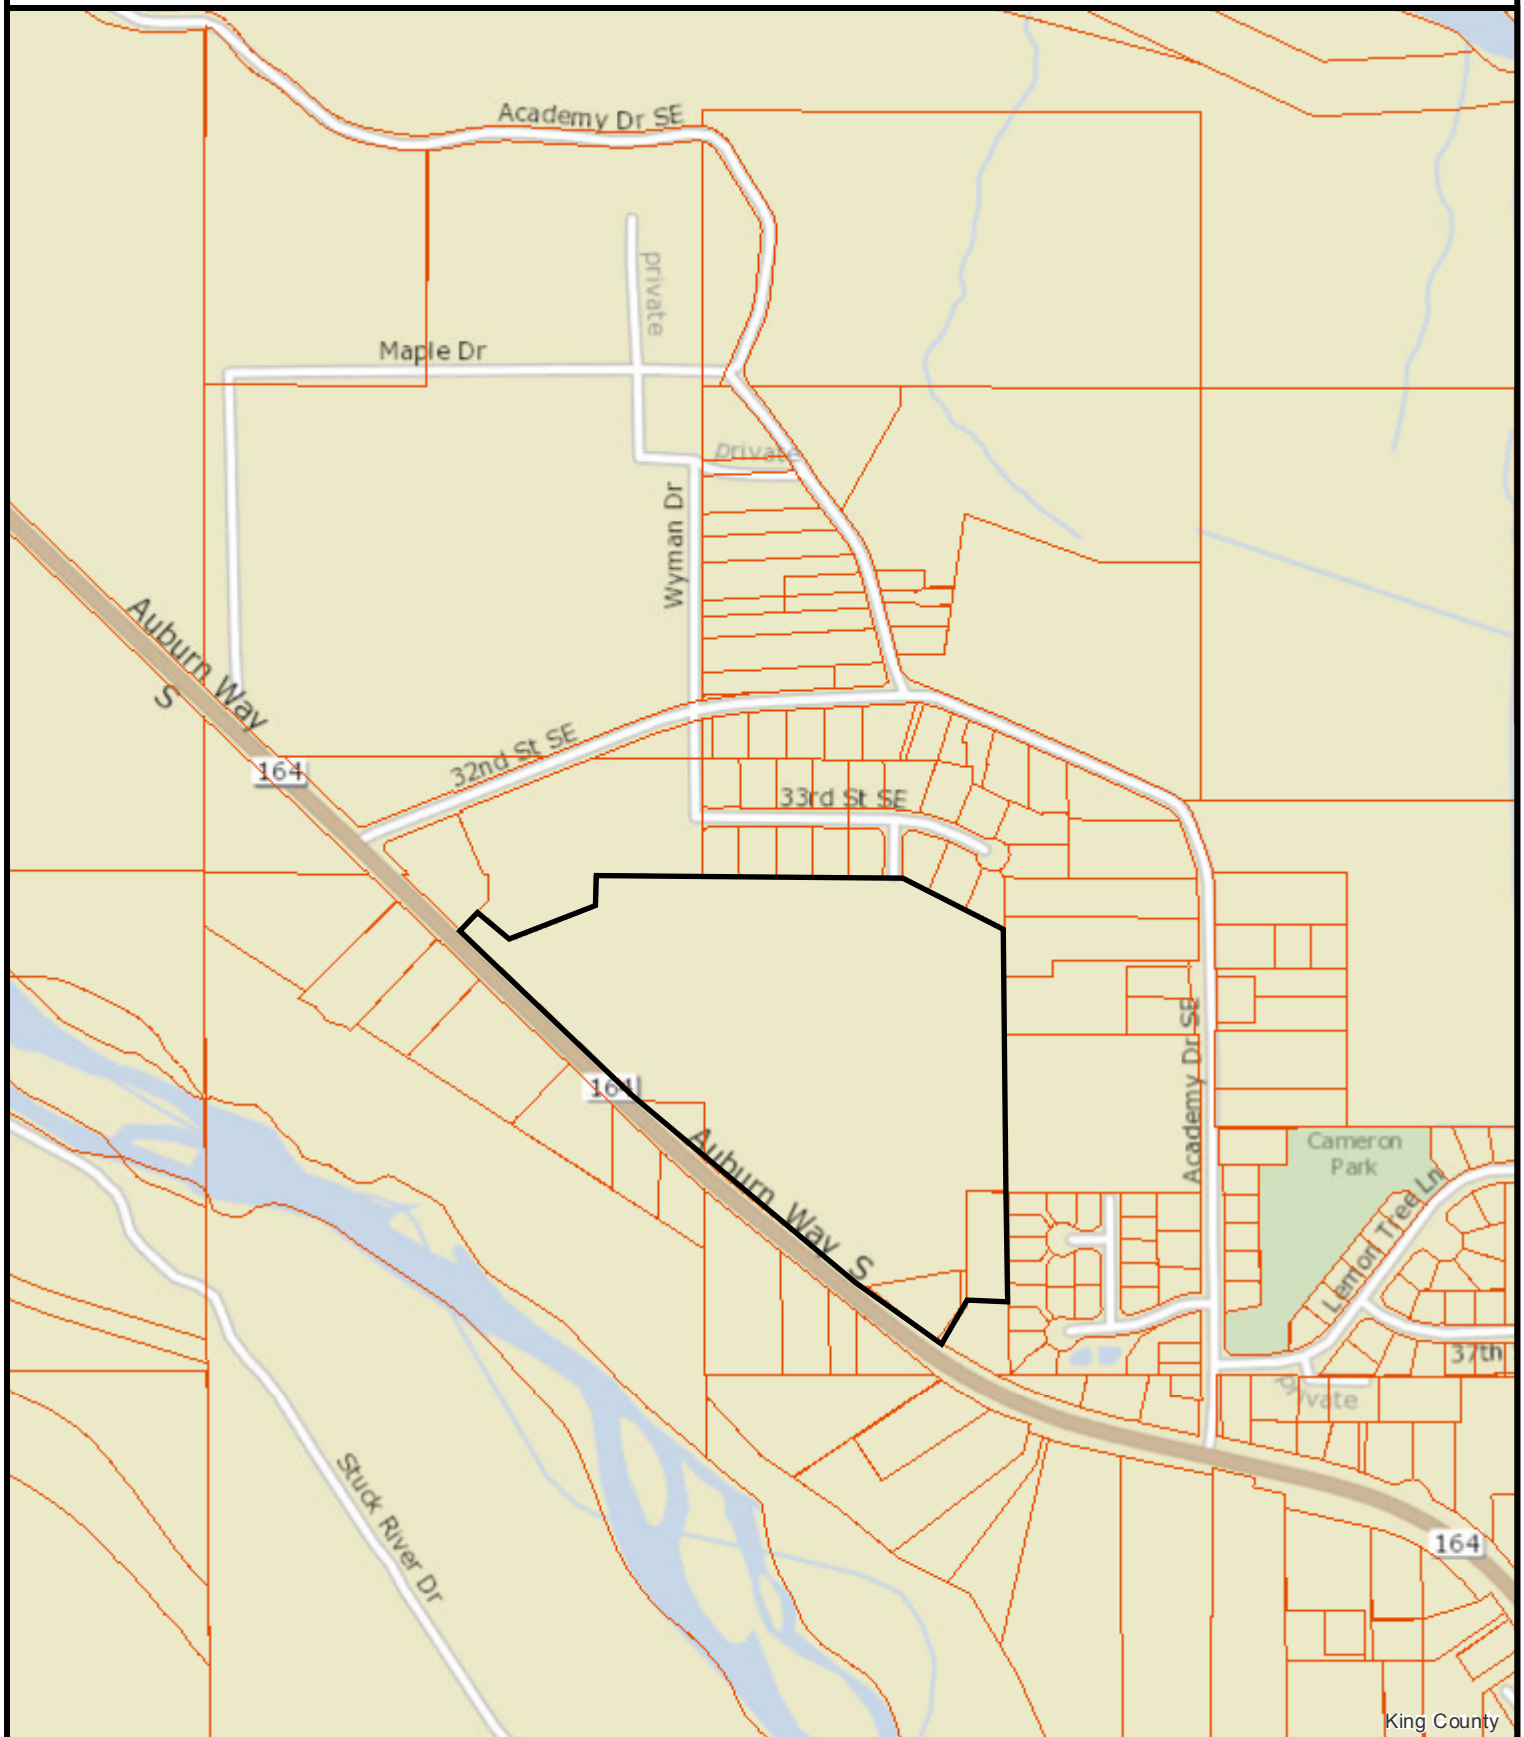 Academy Dr SE
private
Maple Dr
private
Wyman Dr
Auburn Way
S
32nd St SE
164
33rd St SE
Academy Dr SE
164
Auburn Way S
Cameron
Park
Lemon Tree Ln
37th
private
Stuck River Dr
164
King County